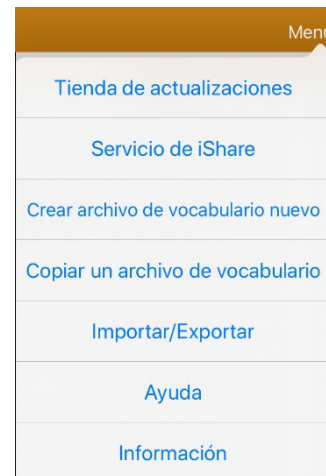 Menú
Tienda de actualizaciones
Servicio de iShare
Crear archivo de vocabulario nuevo
Copiar un archivo de vocabulario
Importar/Exportar
Ayuda
Información